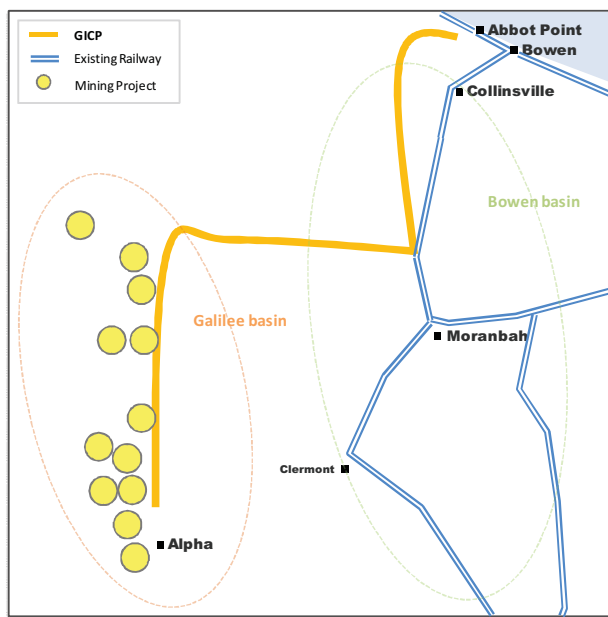 GICP
Existing Railway
Mining Project
Abbot Point
Bowen
Collinsville
Bowen basin
Galilee basin
Moranbah
Clermont
Alpha